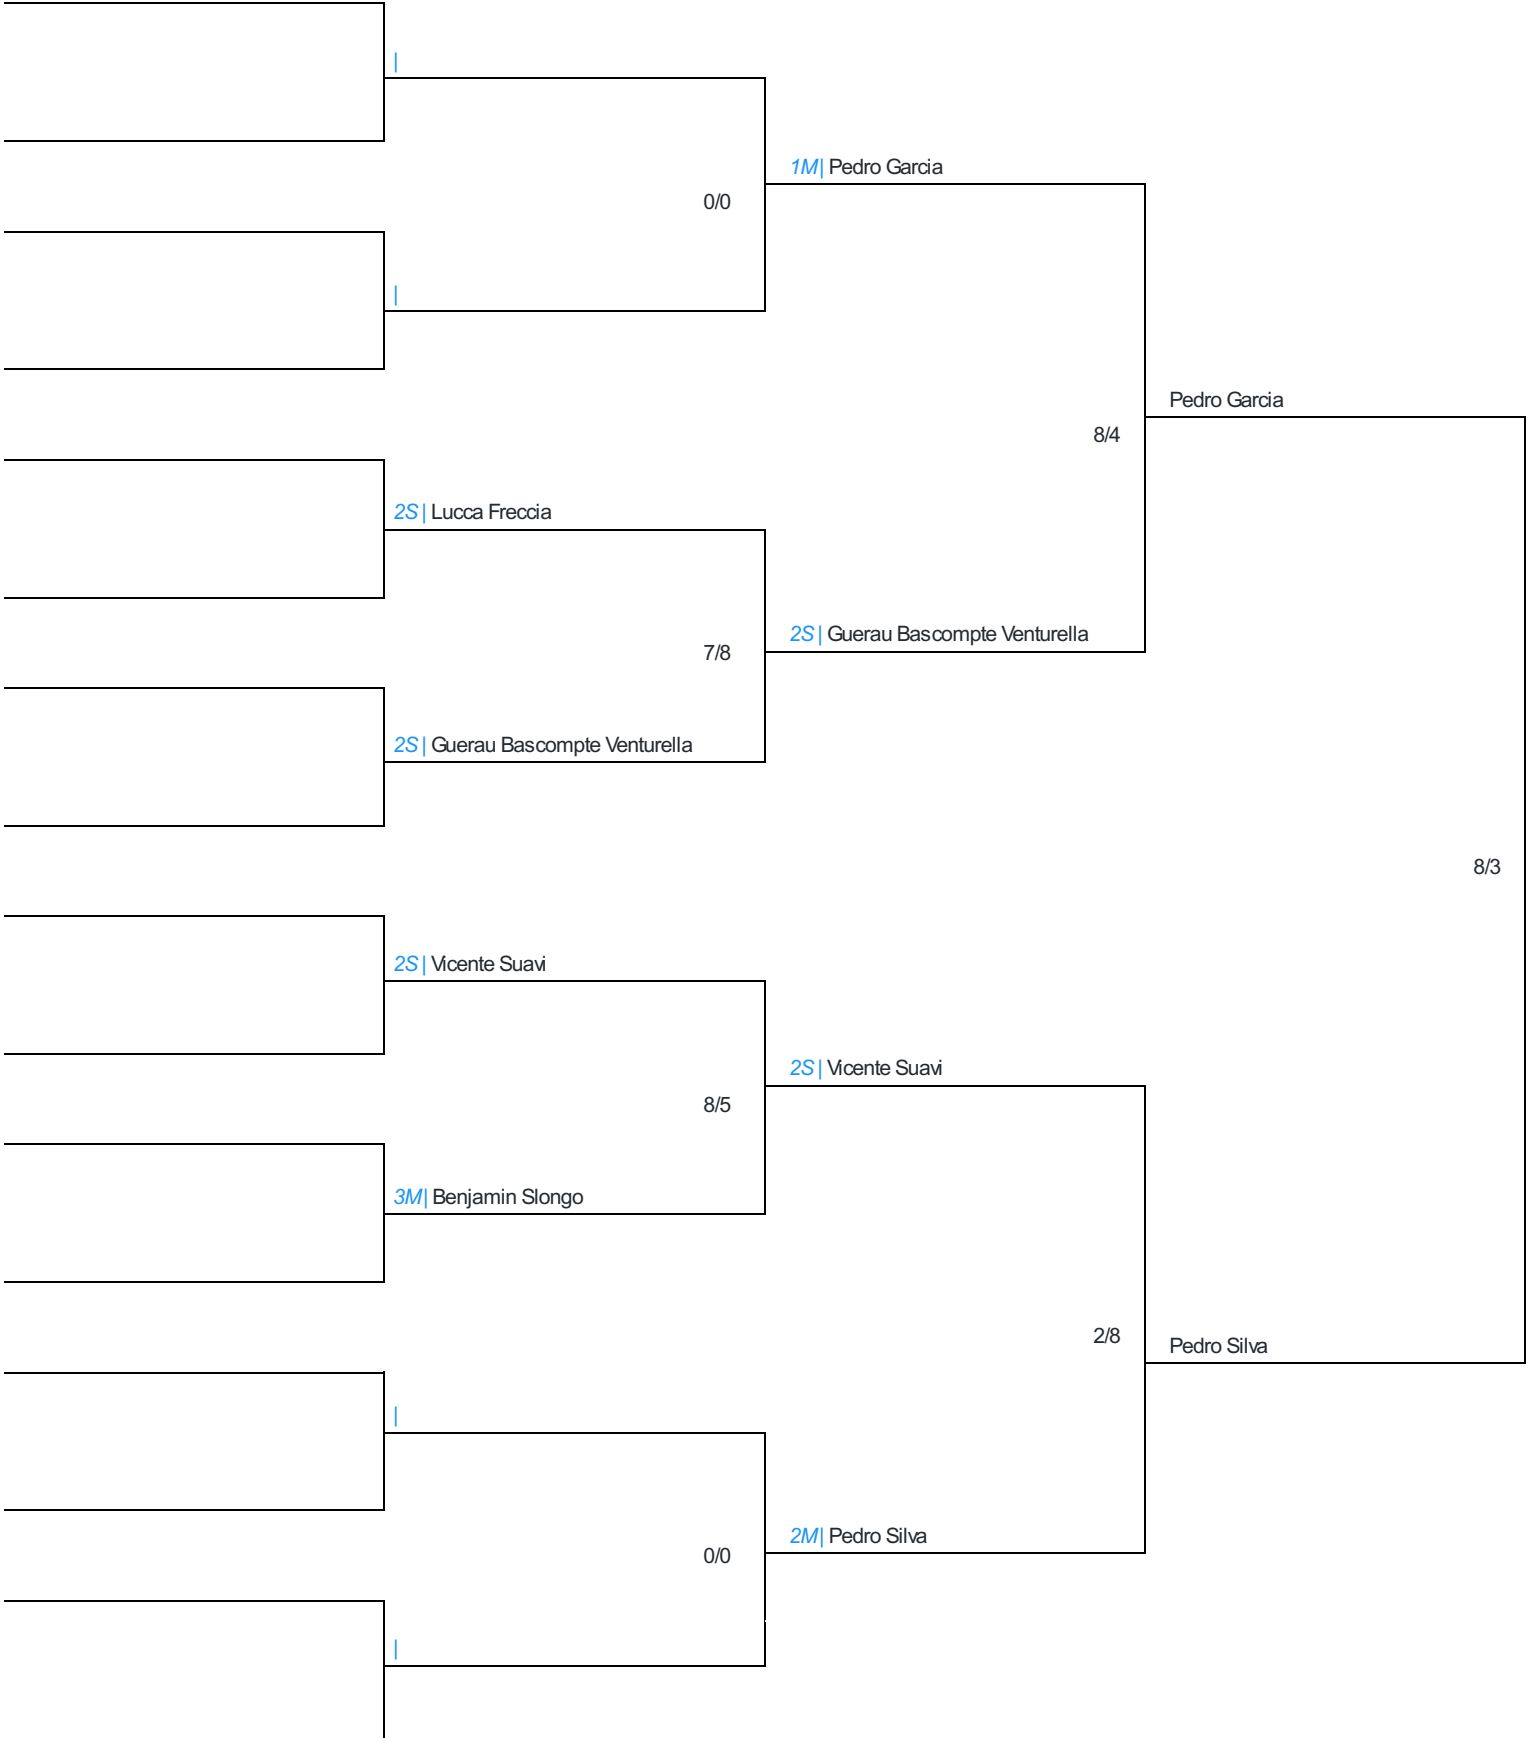 |
1M| Pedro Garcia
0/0
|
Pedro Garcia
8/4
2S| Lucca Freccia
2S| Guerau Bascompte Venturella
7/8
2S| Guerau Bascompte Venturella
8/3
2S| Vicente Suavi
2S| Vicente Suavi
8/5
3M| Benjamin Slongo
2/8
Pedro Silva
|
2M| Pedro Silva
0/0
|